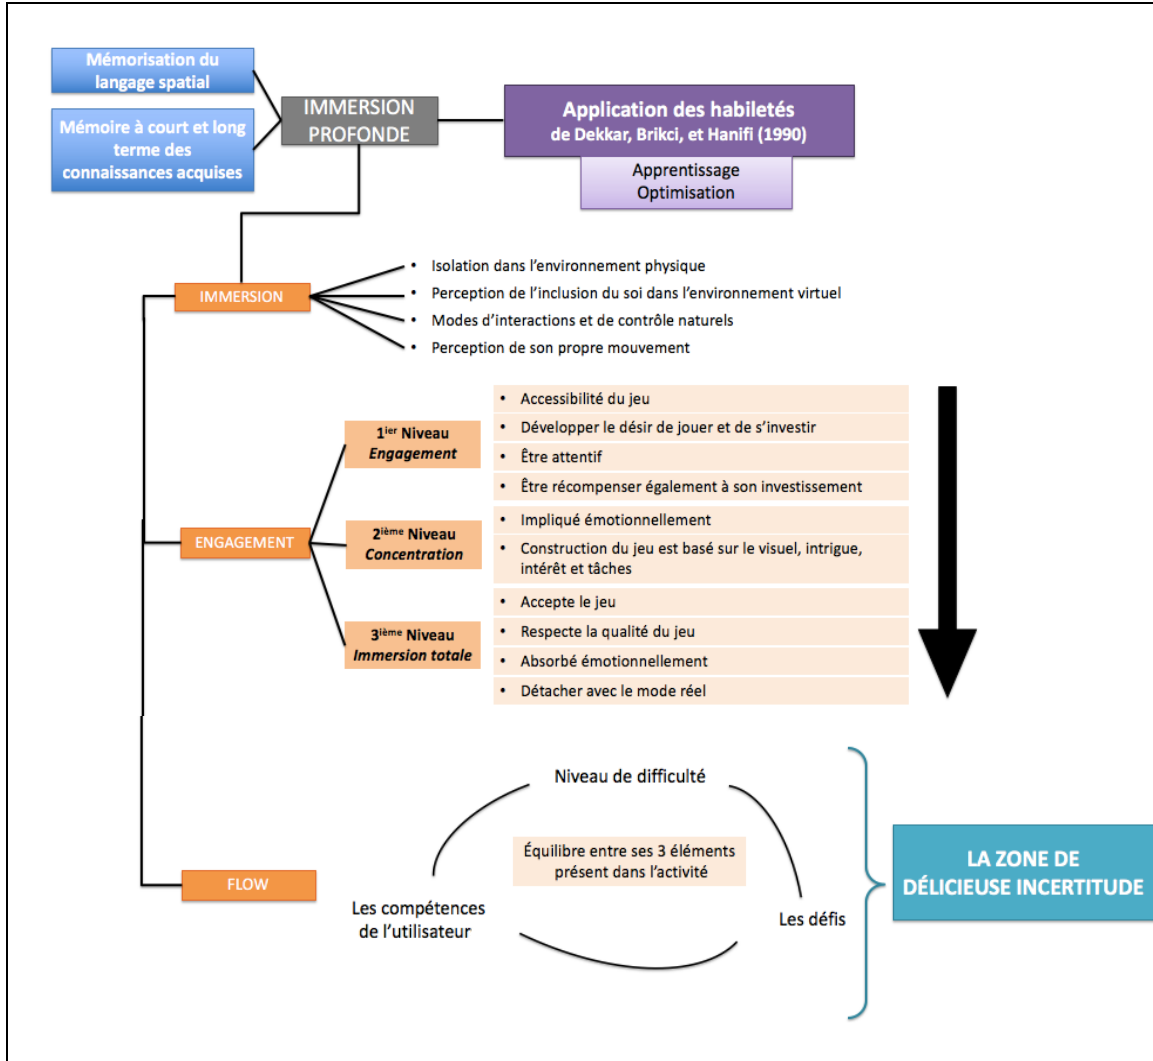 Mémorisation du
langage spatial
Mémoire à court et long
terme des
connaissances acquises
IMMERSION
PROFONDE
Application des habiletés
de Dekkar, Brikci, et Hanifi (1990)
Apprentissage
Optimisation
IMMERSION
• Isolation dans l’environnement physique
• Perception de l’inclusion du soi dans l’environnement virtuel
• Modes d’interactions et de contrôle naturels
• Perception de son propre mouvement
ENGAGEMENT
1ier Niveau
Engagement
• Accessibilité du jeu
• Développer le désir de jouer et de s’investir
• Être attentif
• Être récompenser également à son investissement
2ième Niveau
Concentration
• Impliqué émotionnellement
• Construction du jeu est basé sur le visuel, intrigue,
intérêt et tâches
3ième Niveau
Immersion totale
• Accepte le jeu
• Respecte la qualité du jeu
• Absorbé émotionnellement
• Détacher avec le mode réel
FLOW
Niveau de difficulté
Équilibre entre ses 3 éléments
présent dans l’activité
Les compétences
de l’utilisateur
Les défis
LA ZONE DE
DÉLICIEUSE INCERTITUDE